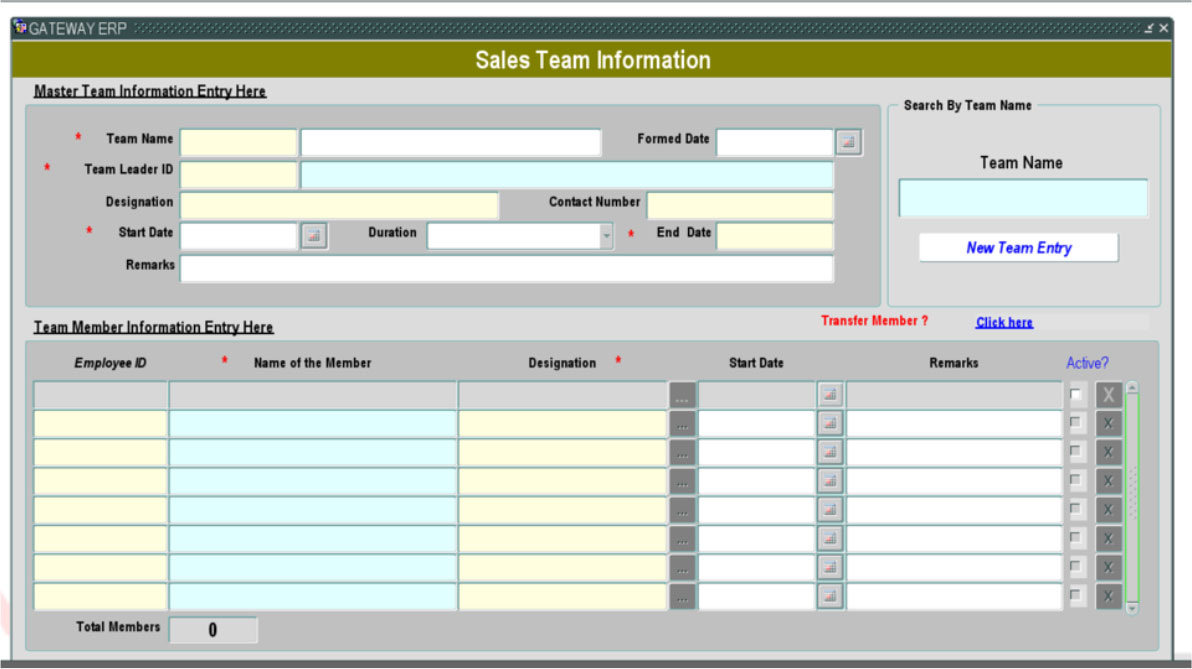 GATEWAY ERP
Sales Team Information
Master Team Information Entry Here
* Team Name
Formed Date
* Team Leader ID
Designation
Contact Number
* Start Date
Duration
* End Date
Remarks
Search By Team Name
Team Name
New Team Entry
Team Member Information Entry Here
Transfer Member ? Click here
Employee ID * Name of the Member Designation * Start Date Remarks Active?
... X
... X
... X
... X
... X
... X
... X
... X
Total Members 0